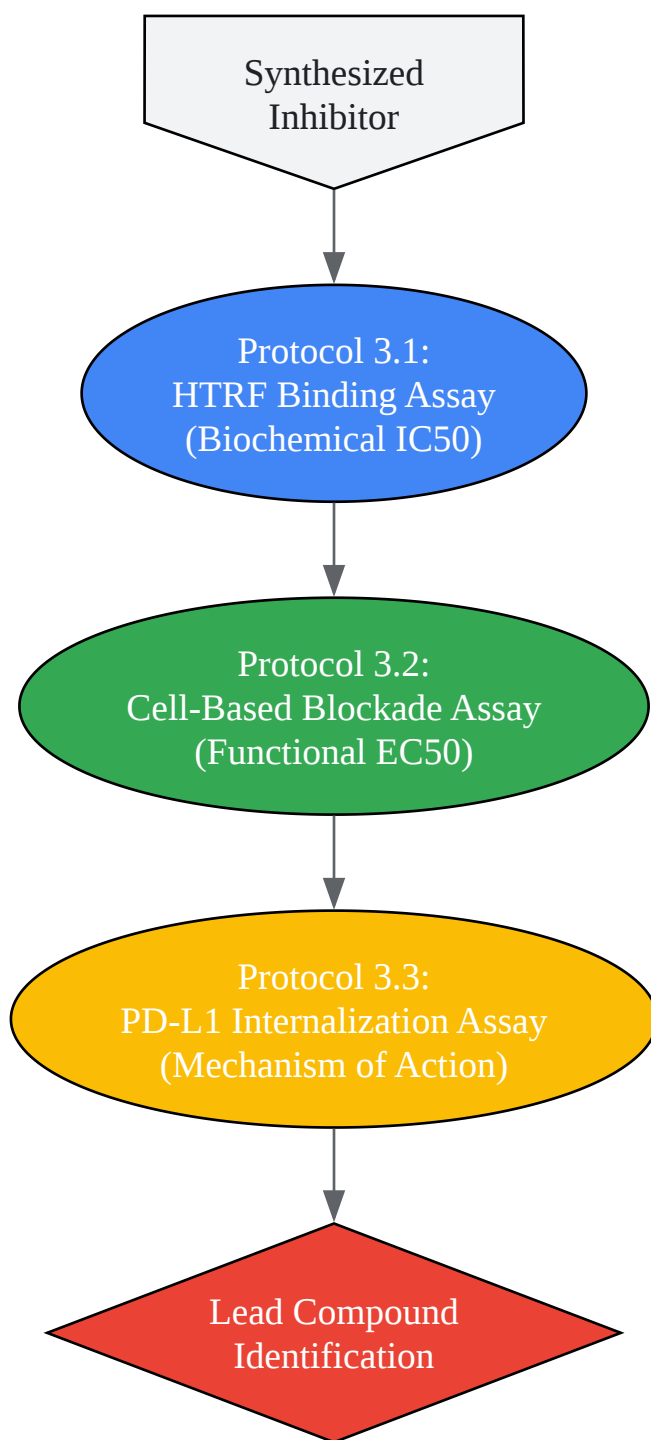 Synthesized
Inhibitor
Protocol 3.1:
HTRF Binding Assay
(Biochemical IC50)
Protocol 3.2:
Cell-Based Blockade Assay
(Functional EC50)
Protocol 3.3:
PD-L1 Internalization Assay
(Mechanism of Action)
Lead Compound
Identification